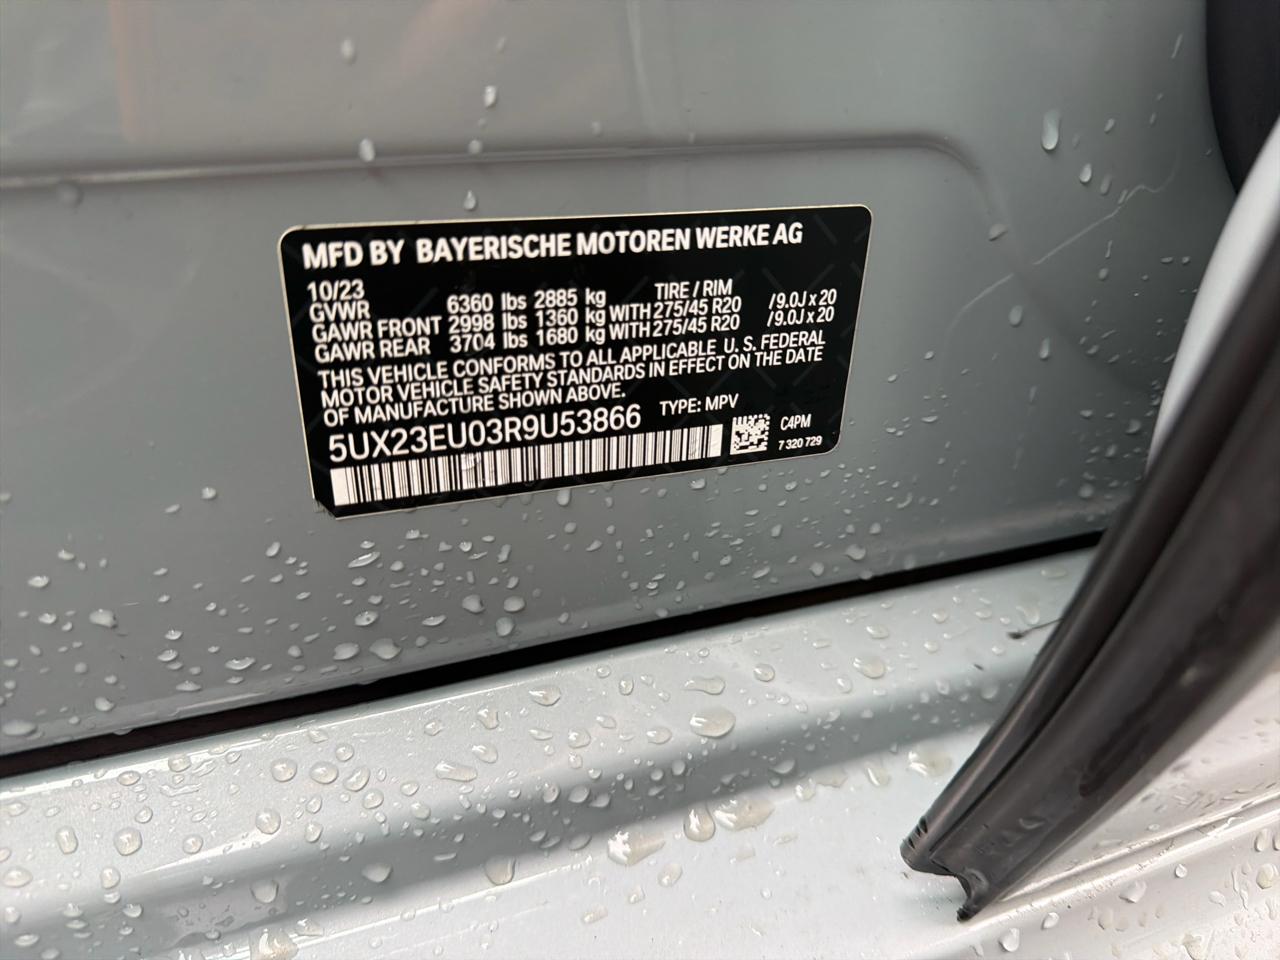 MFD BY BAYERISCHE MOTOREN WERKE AG
10/23 TIRE / RIM
GVWR 6360 lbs 2885 kg
GAWR FRONT 2998 lbs 1360 kg WITH 275/45 R20 / 9.0J x 20
GAWR REAR 3704 lbs 1680 kg WITH 275/45 R20 / 9.0J x 20
THIS VEHICLE CONFORMS TO ALL APPLICABLE U. S. FEDERAL
MOTOR VEHICLE SAFETY STANDARDS IN EFFECT ON THE DATE
OF MANUFACTURE SHOWN ABOVE.
5UX23EU03R9U53866 TYPE: MPV
C4PM
7 320 729